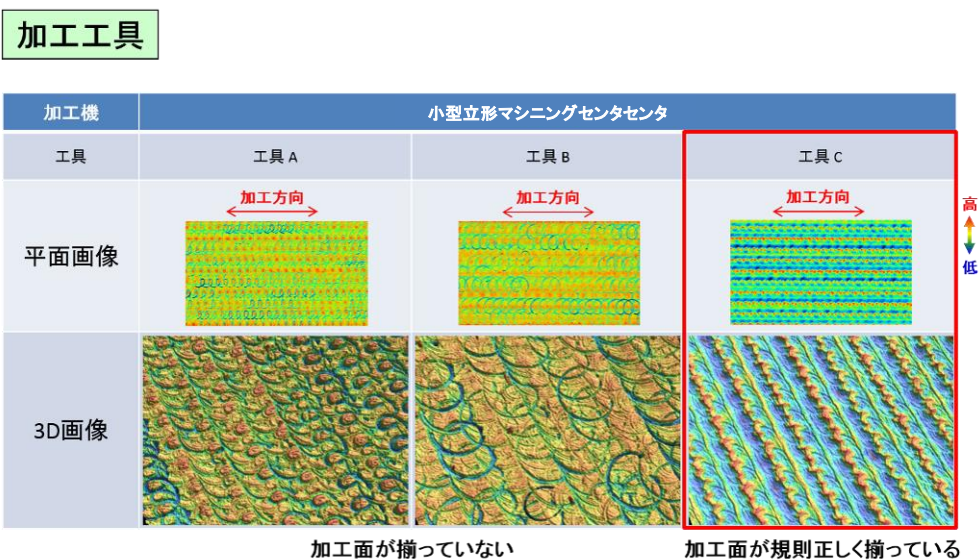 加工工具
加工機 小型立形マシニングセンタセンタ
工具 工具 A 工具 B 工具 C
加工方向 加工方向 加工方向
高
平面画像
低
3D画像
加工面が揃っていない 加工面が規則正しく揃っている